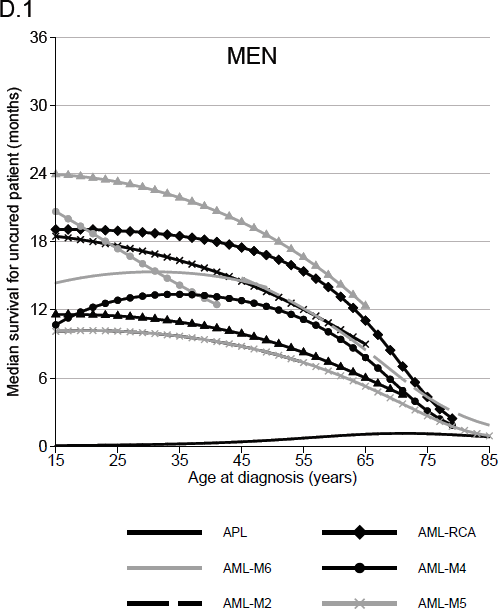 D.1
MEN
Median survival for uncured patient (months)
36
30
24
18
12
6
0
15 25 35 45 55 65 75 85
Age at diagnosis (years)
APL AML-RCA
AML-M6 AML-M4
AML-M2 AML-M5